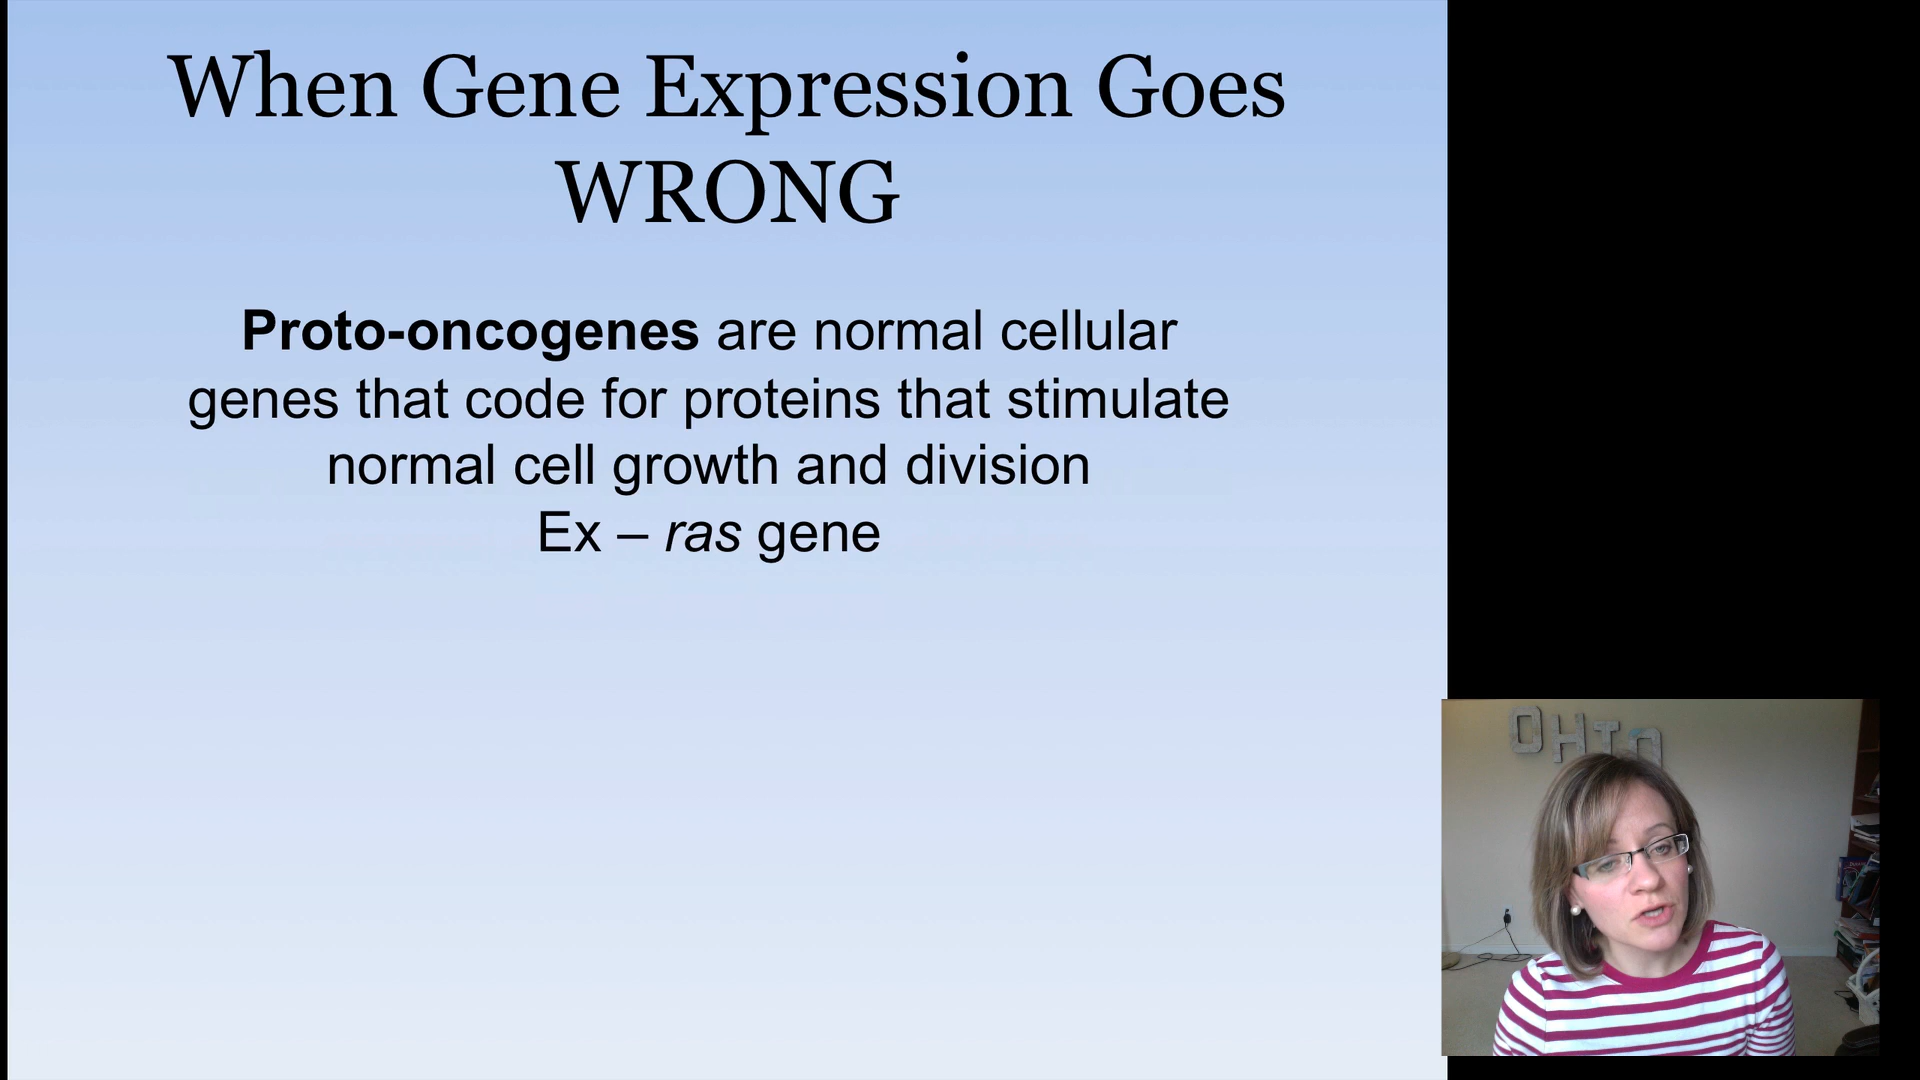 When Gene Expression Goes
WRONG
Proto-oncogenes are normal cellular
genes that code for proteins that stimulate
normal cell growth and division
Ex – ras gene
OHIO